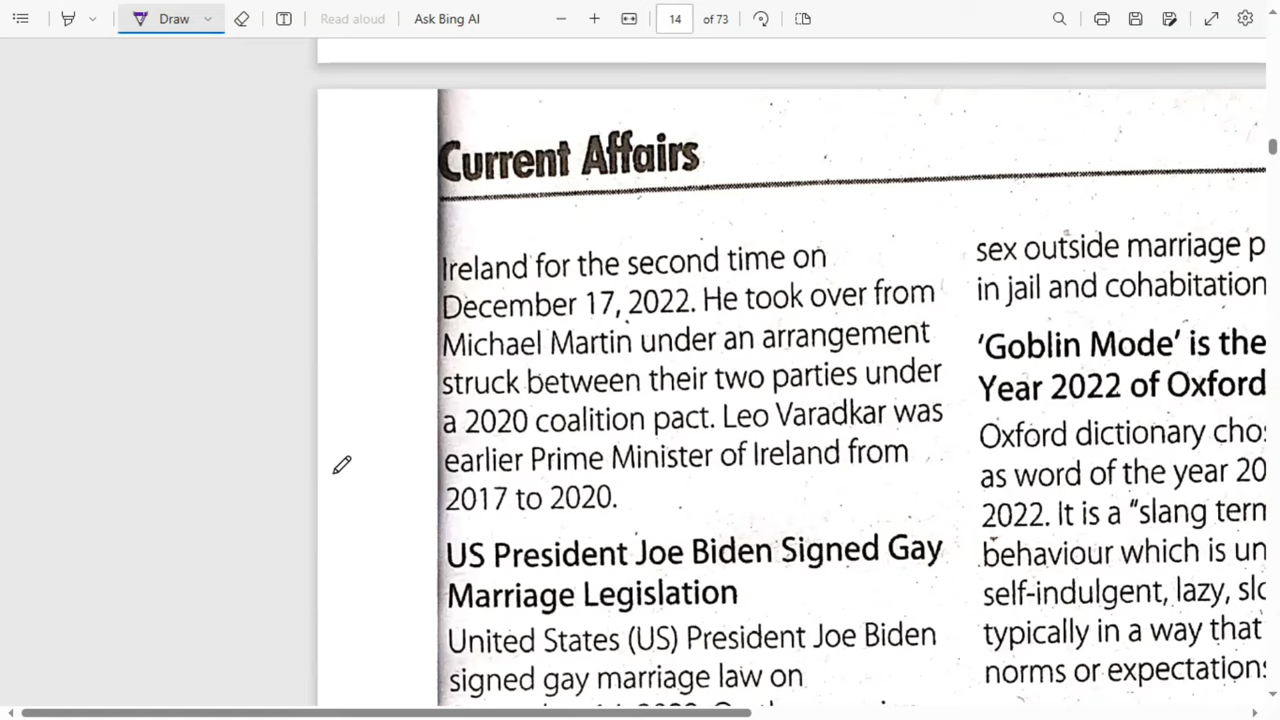 Draw
Read aloud
Ask Bing AI
14
of 73
Current Affairs
Ireland for the second time on
December 17, 2022. He took over from
Michael Martin under an arrangement
struck between their two parties under
a 2020 coalition pact. Leo Varadkar was
earlier Prime Minister of Ireland from
2017 to 2020.
US President Joe Biden Signed Gay
Marriage Legislation
United States (US) President Joe Biden
signed gay marriage law on
sex outside marriage p
in jail and cohabitation
'Goblin Mode' is the
Year 2022 of Oxford
Oxford dictionary cho
as word of the year 20
2022. It is a "slang term
behaviour which is un
self-indulgent, lazy, slo
typically in a way that
norms or expectations